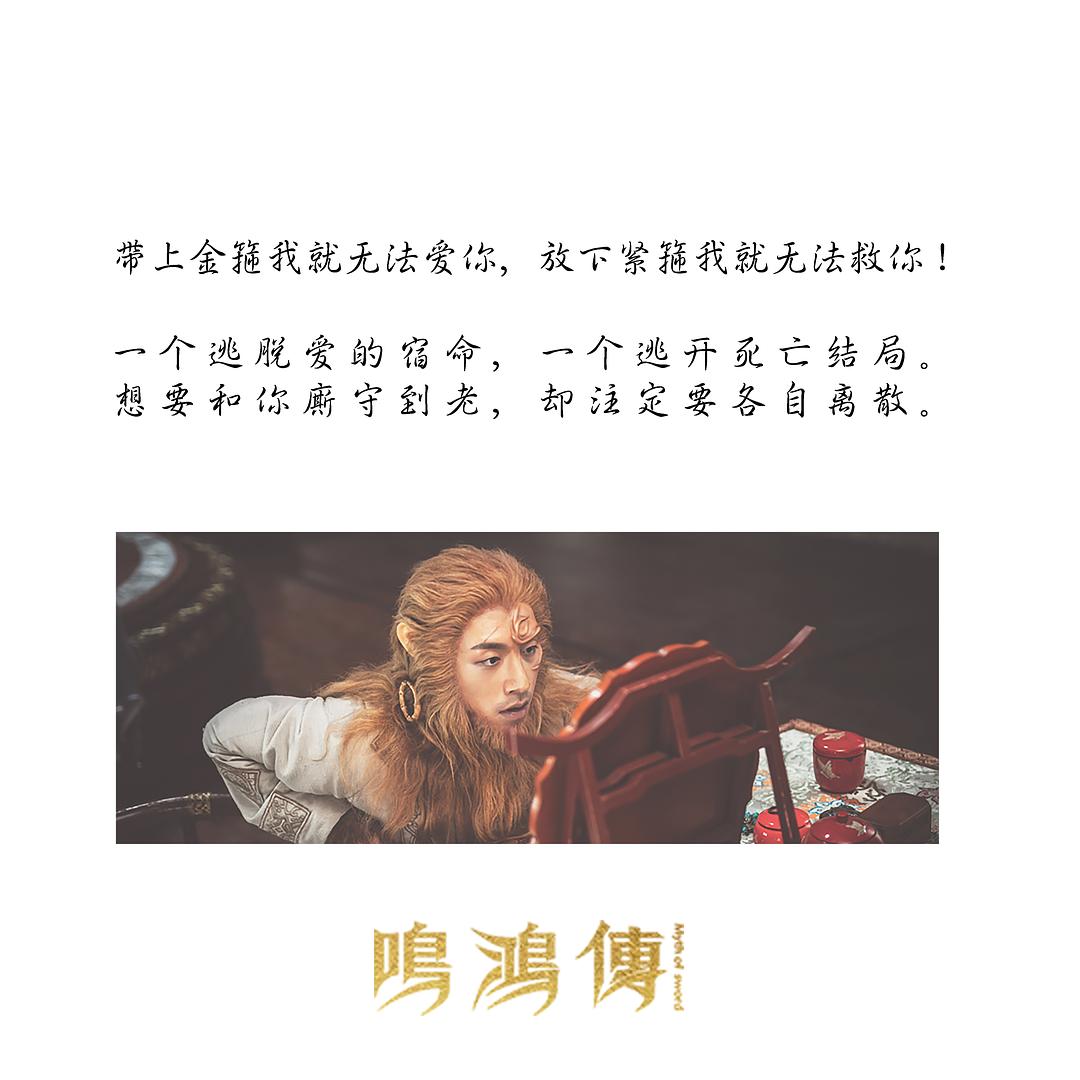 带上金箍我就无法爱你，放下紧箍我就无法救你！
一个逃脱爱的宿命，一个逃开死亡结局。
想要和你廝守到老，却注定要各自离散。
鳴鴻傳
Myth of sword